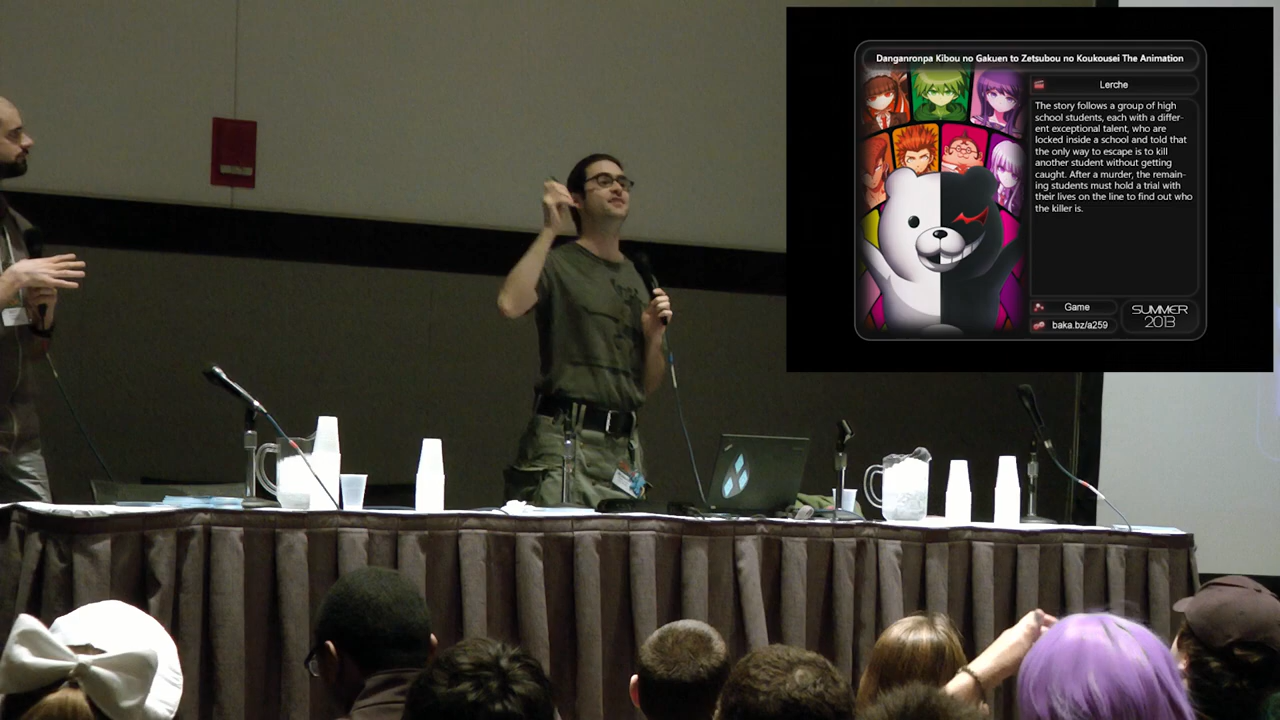 Danganronpa Kibou no Gakuen to Zetsubou no Koukousei The Animation
Lerche
The story follows a group of high
school students, each with a differ-
ent exceptional talent, who are
locked inside a school and told that
the only way to escape is to kill
another student without getting
caught. After a murder, the remain-
ing students must hold a trial with
their lives on the line to find out who
the killer is.
Game
SUMMER
2013
baka.bz/a259